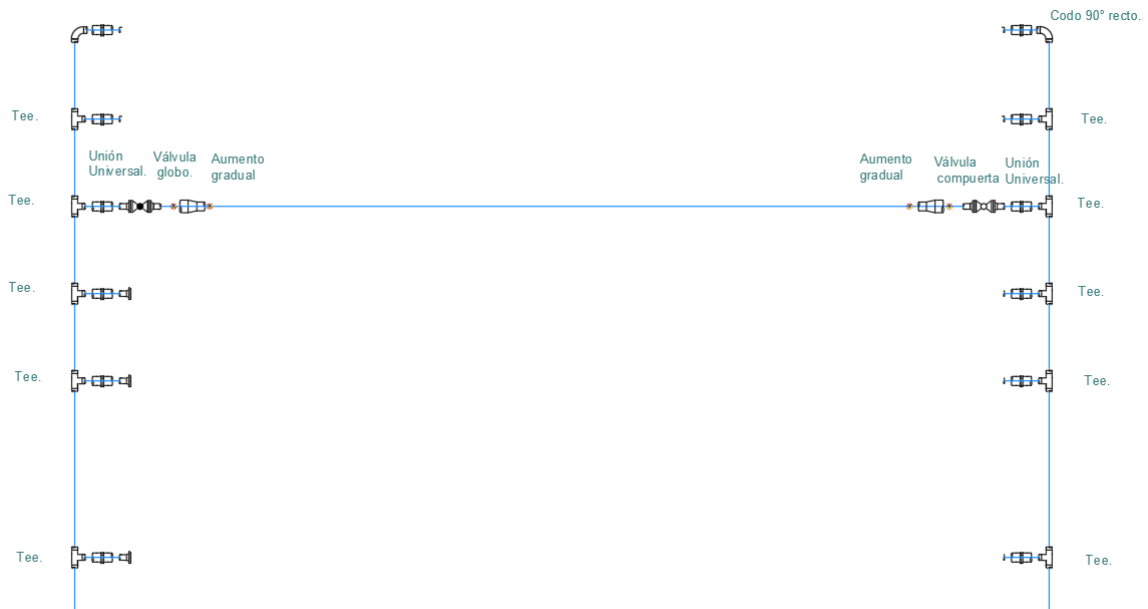 Codo 90° recto.
Tee.
Tee.
Unión
Universal.
Válvula
globo.
Aumento
gradual
Aumento
gradual
Válvula
compuerta
Unión
Universal.
Tee.
Tee.
Tee.
Tee.
Tee.
Tee.
Tee.
Tee.